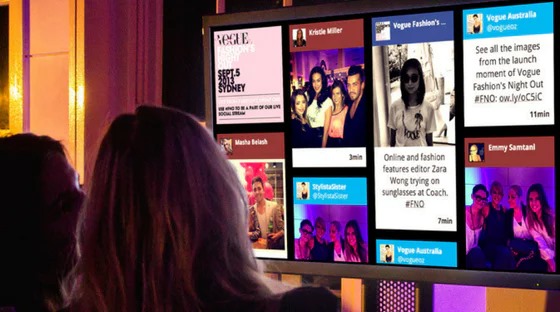 VOGUE
FASHION'S
NIGHT
OUT
SEPT.5
2013
SYDNEY
USE #FNO TO BE A PART OF OUR LIVE
SOCIAL STREAM
Masha Belash
Kristie Miller
3min
StylistaSister
@StylistaSister
Vogue Fashion's ...
Online and fashion
features editor Zara
Wong trying on
sunglasses at Coach.
#FNO
7min
Vogue Australia
@vogueoz
Vogue Australia
@vogueoz
See all the images
from the launch
moment of Vogue
Fashion's Night Out
#FNO: ow.ly/oC5iC
11min
Emmy Samtani